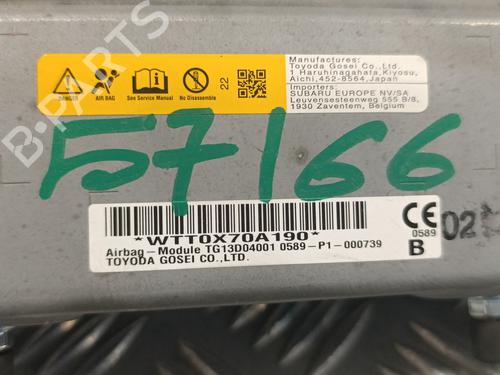 Manufactures:
Toyoda Gosei Co.,Ltd.
1 Haruhinagahata,Kiyosu,
Aichi,452-8564,Japan
Importers:
SUBARU EUROPE NV/SA
Leuvensesteenweg 555 B/8,
1930 Zaventem, Belgium
DANGER
AIR BAG
See Service Manual
No Disassemble
22
B-PARTS
57166
*WTT0X70A190*
Airbag-Module TG13D04001 0589-P1-000739
TOYODA GOSEI CO.,LTD.
CE
0589
B
02